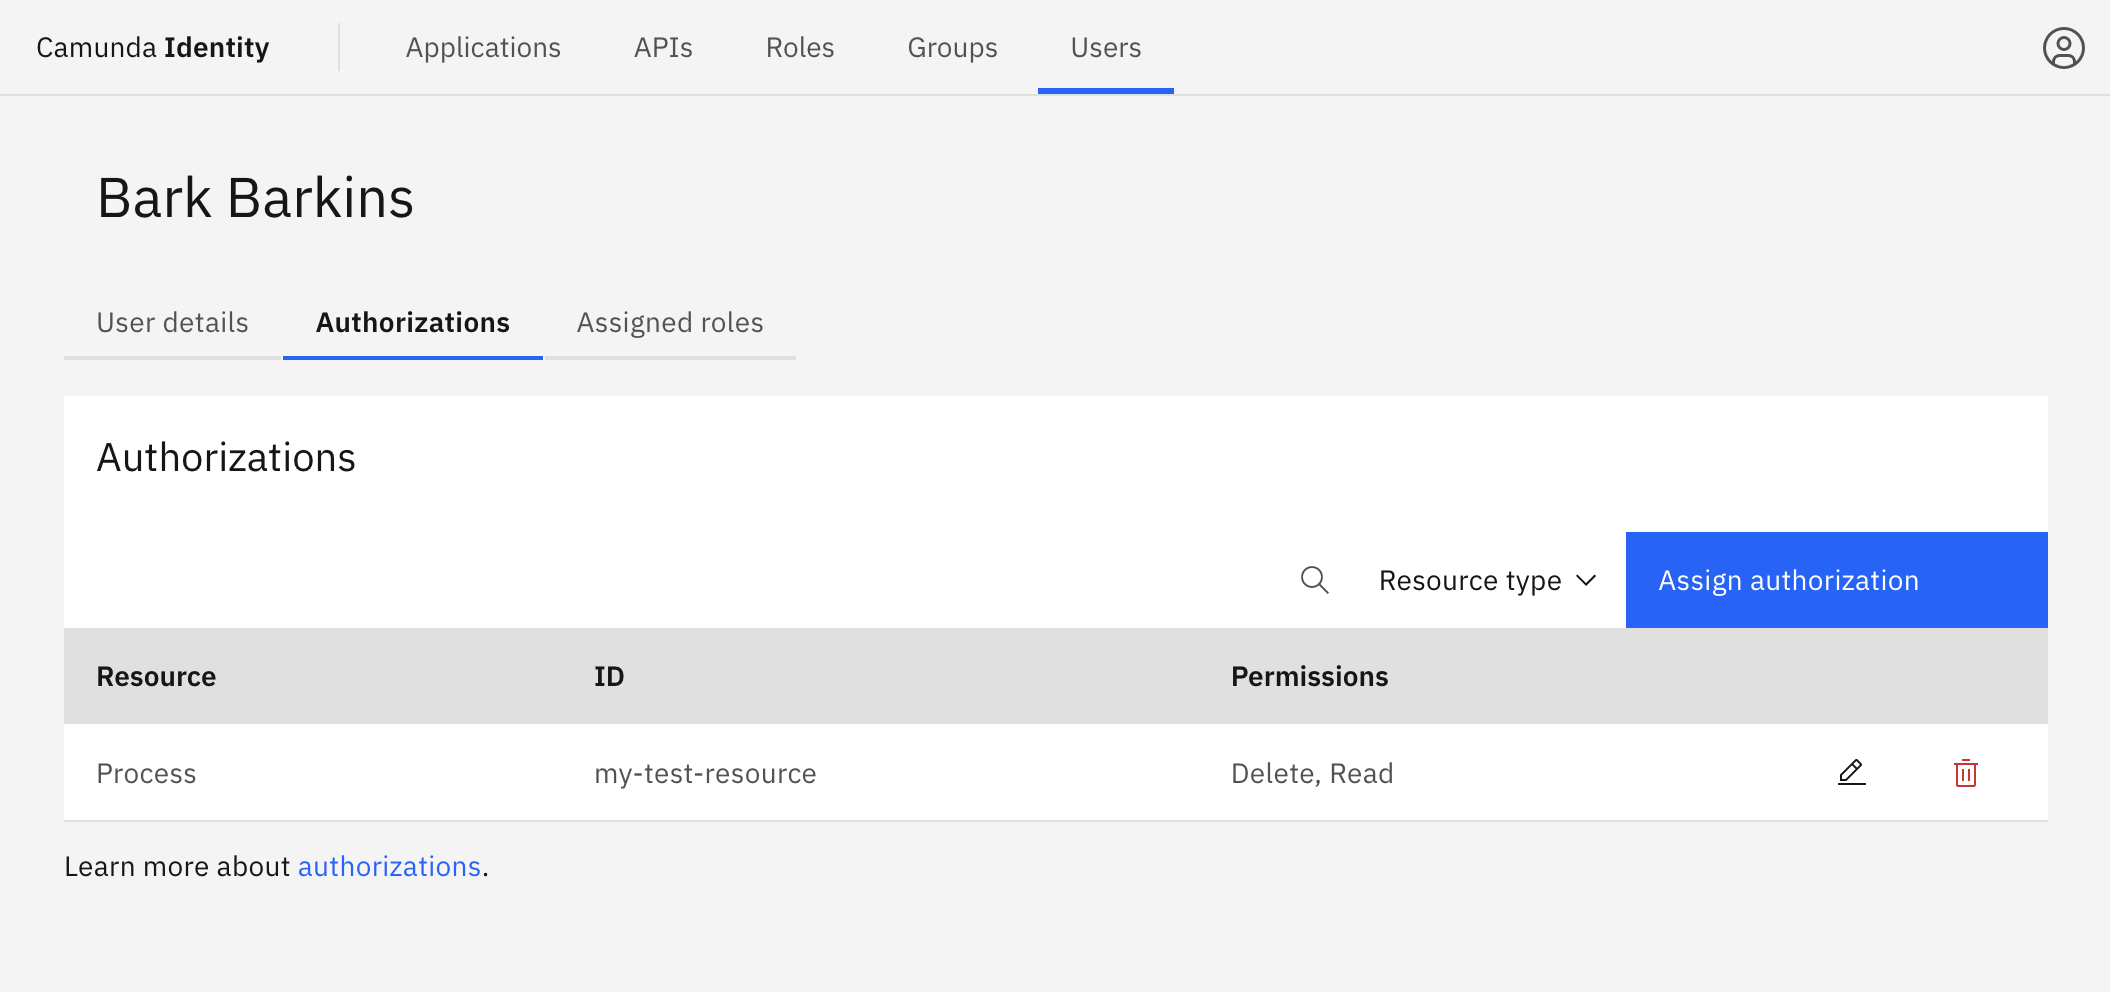 Camunda Identity Applications APIs Roles Groups Users
Bark Barkins
User details Authorizations Assigned roles
Authorizations
Resource type Assign authorization
Resource ID Permissions
Process my-test-resource Delete, Read
Learn more about authorizations.